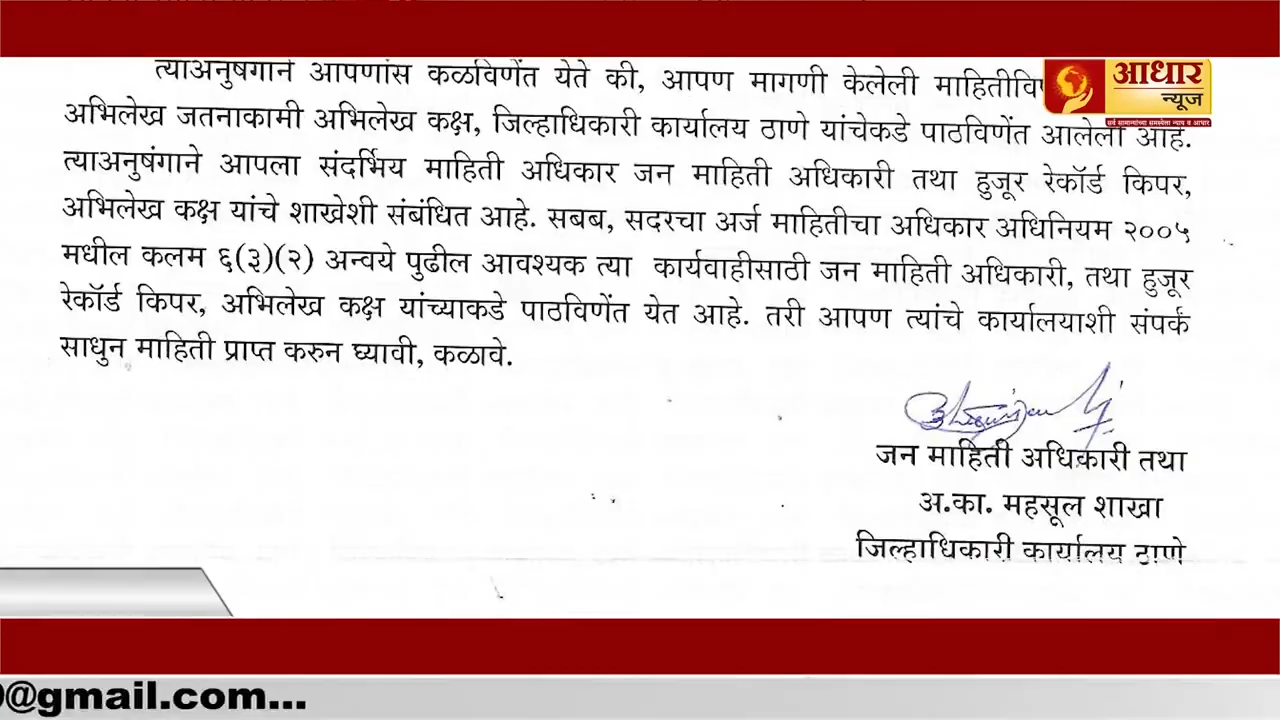 त्याअनुषंगाने आपणांस कळविणेंत येते की, आपण मागणी केलेली
अभिलेख जतनाकामी अभिलेख कक्ष, जिल्हाधिकारी कार्यालय ठाणे यांचेकडे पाठविणेंत आलेली आहे.
त्याअनुषंगाने आपला संदर्भिय माहिती अधिकार जन माहिती अधिकारी तथा हुजूर रेकॉर्ड किपर,
अभिलेख कक्ष यांचे शाखेशी संबंधित आहे. सबब, सदरचा अर्ज माहितीचा अधिकार अधिनियम २००५
मधील कलम ६(३)(२) अन्वये पुढील आवश्यक त्या कार्यवाहीसाठी जन माहिती अधिकारी, तथा हुजूर
रेकॉर्ड किपर, अभिलेख कक्ष यांच्याकडे पाठविणेंत येत आहे. तरी आपण त्यांचे कार्यालयाशी संपर्क
साधुन माहिती प्राप्त करुन घ्यावी, कळावे.
जन माहिती अधिकारी तथा
अ.का. महसूल शाखा
जिल्हाधिकारी कार्यालय ठाणे
आधार
न्यूज
सर्व सामान्यांच्या समस्येला न्याय व आधार
@gmail.com...